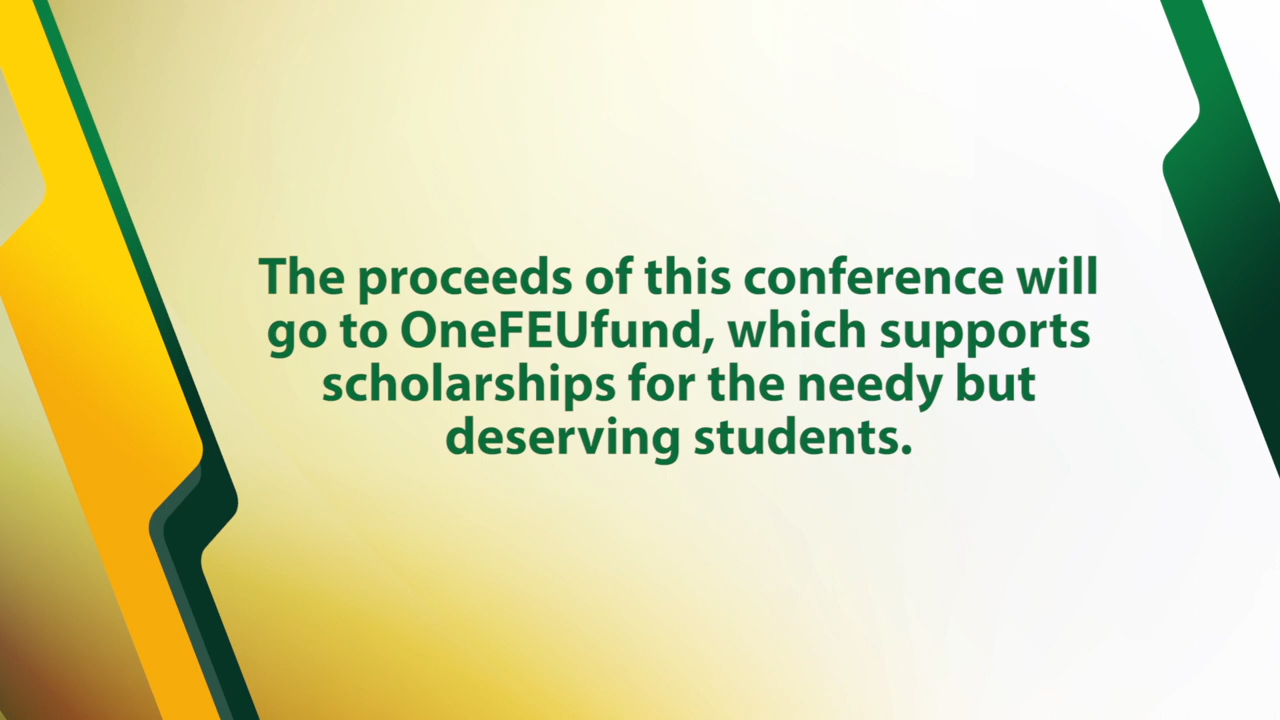 The proceeds of this conference will
go to OneFEUfund, which supports
scholarships for the needy but
deserving students.